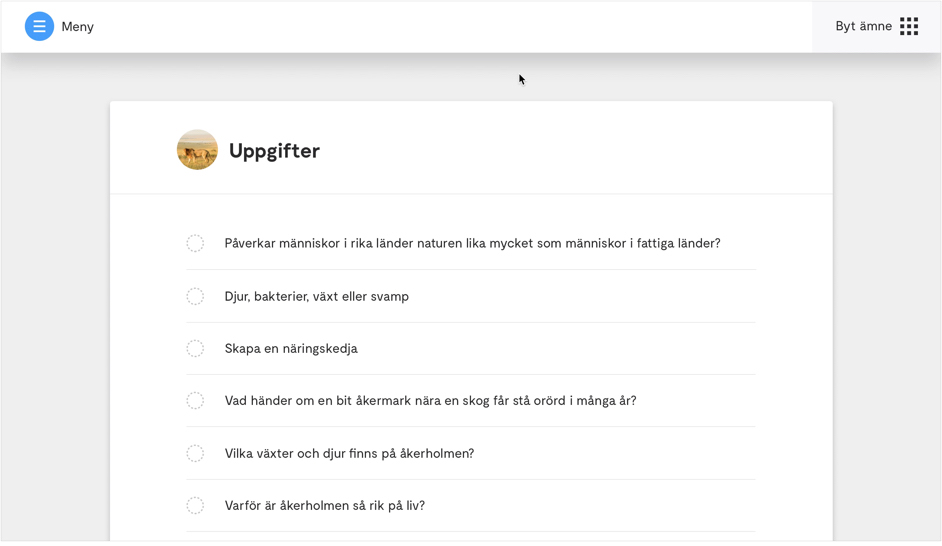 Meny
Byt ämne
Uppgifter
Påverkar människor i rika länder naturen lika mycket som människor i fattiga länder?
Djur, bakterier, växt eller svamp
Skapa en näringskedja
Vad händer om en bit åkermark nära en skog får stå orörd i många år?
Vilka växter och djur finns på åkerholmen?
Varför är åkerholmen så rik på liv?